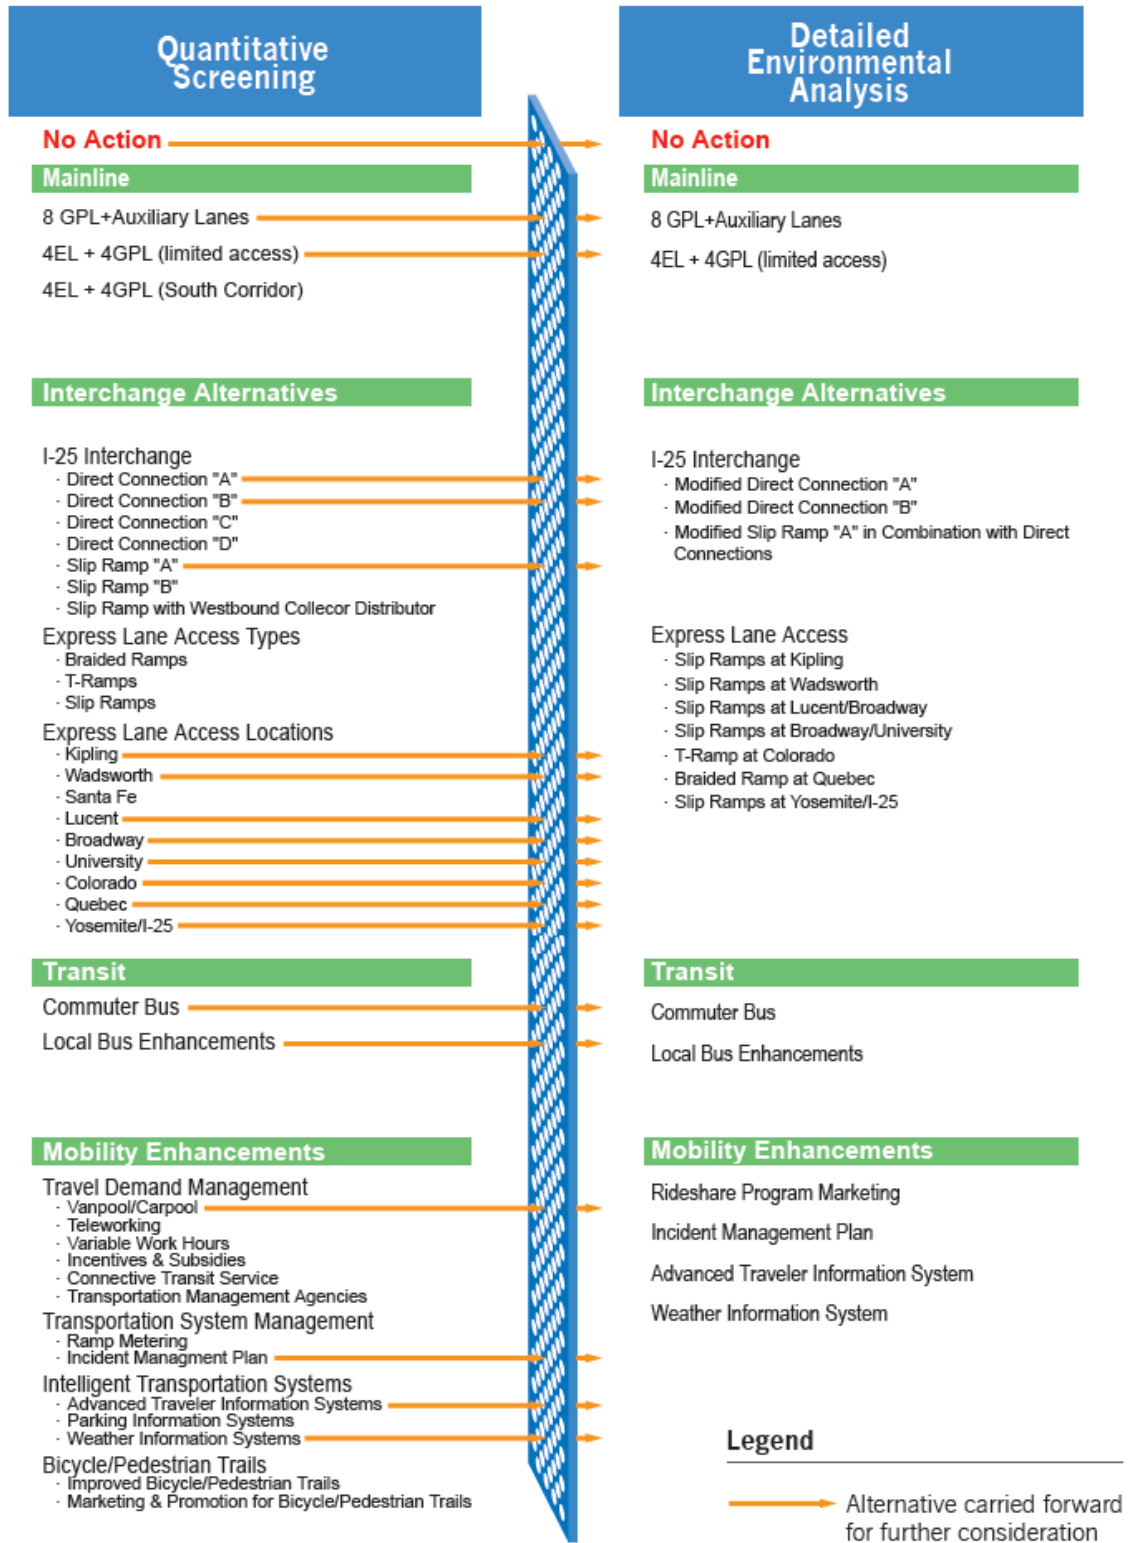 Quantitative
Screening
No Action
Mainline
8 GPL+Auxiliary Lanes
4EL + 4GPL (limited access)
4EL + 4GPL (South Corridor)
Interchange Alternatives
I-25 Interchange
· Direct Connection "A"
· Direct Connection "B"
· Direct Connection "C"
· Direct Connection "D"
· Slip Ramp "A"
· Slip Ramp "B"
· Slip Ramp with Westbound Collecor Distributor
Express Lane Access Types
· Braided Ramps
· T-Ramps
· Slip Ramps
Express Lane Access Locations
· Kipling
· Wadsworth
· Santa Fe
· Lucent
· Broadway
· University
· Colorado
· Quebec
· Yosemite/I-25
Transit
Commuter Bus
Local Bus Enhancements
Mobility Enhancements
Travel Demand Management
· Vanpool/Carpool
· Teleworking
· Variable Work Hours
· Incentives & Subsidies
· Connective Transit Service
· Transportation Management Agencies
Transportation System Management
· Ramp Metering
· Incident Managment Plan
Intelligent Transportation Systems
· Advanced Traveler Information Systems
· Parking Information Systems
· Weather Information Systems
Bicycle/Pedestrian Trails
· Improved Bicycle/Pedestrian Trails
· Marketing & Promotion for Bicycle/Pedestrian Trails
Detailed
Environmental
Analysis
No Action
Mainline
8 GPL+Auxiliary Lanes
4EL + 4GPL (limited access)
Interchange Alternatives
I-25 Interchange
· Modified Direct Connection "A"
· Modified Direct Connection "B"
· Modified Slip Ramp "A" in Combination with Direct
Connections
Express Lane Access
· Slip Ramps at Kipling
· Slip Ramps at Wadsworth
· Slip Ramps at Lucent/Broadway
· Slip Ramps at Broadway/University
· T-Ramp at Colorado
· Braided Ramp at Quebec
· Slip Ramps at Yosemite/I-25
Transit
Commuter Bus
Local Bus Enhancements
Mobility Enhancements
Rideshare Program Marketing
Incident Management Plan
Advanced Traveler Information System
Weather Information System
Legend
Alternative carried forward
for further consideration